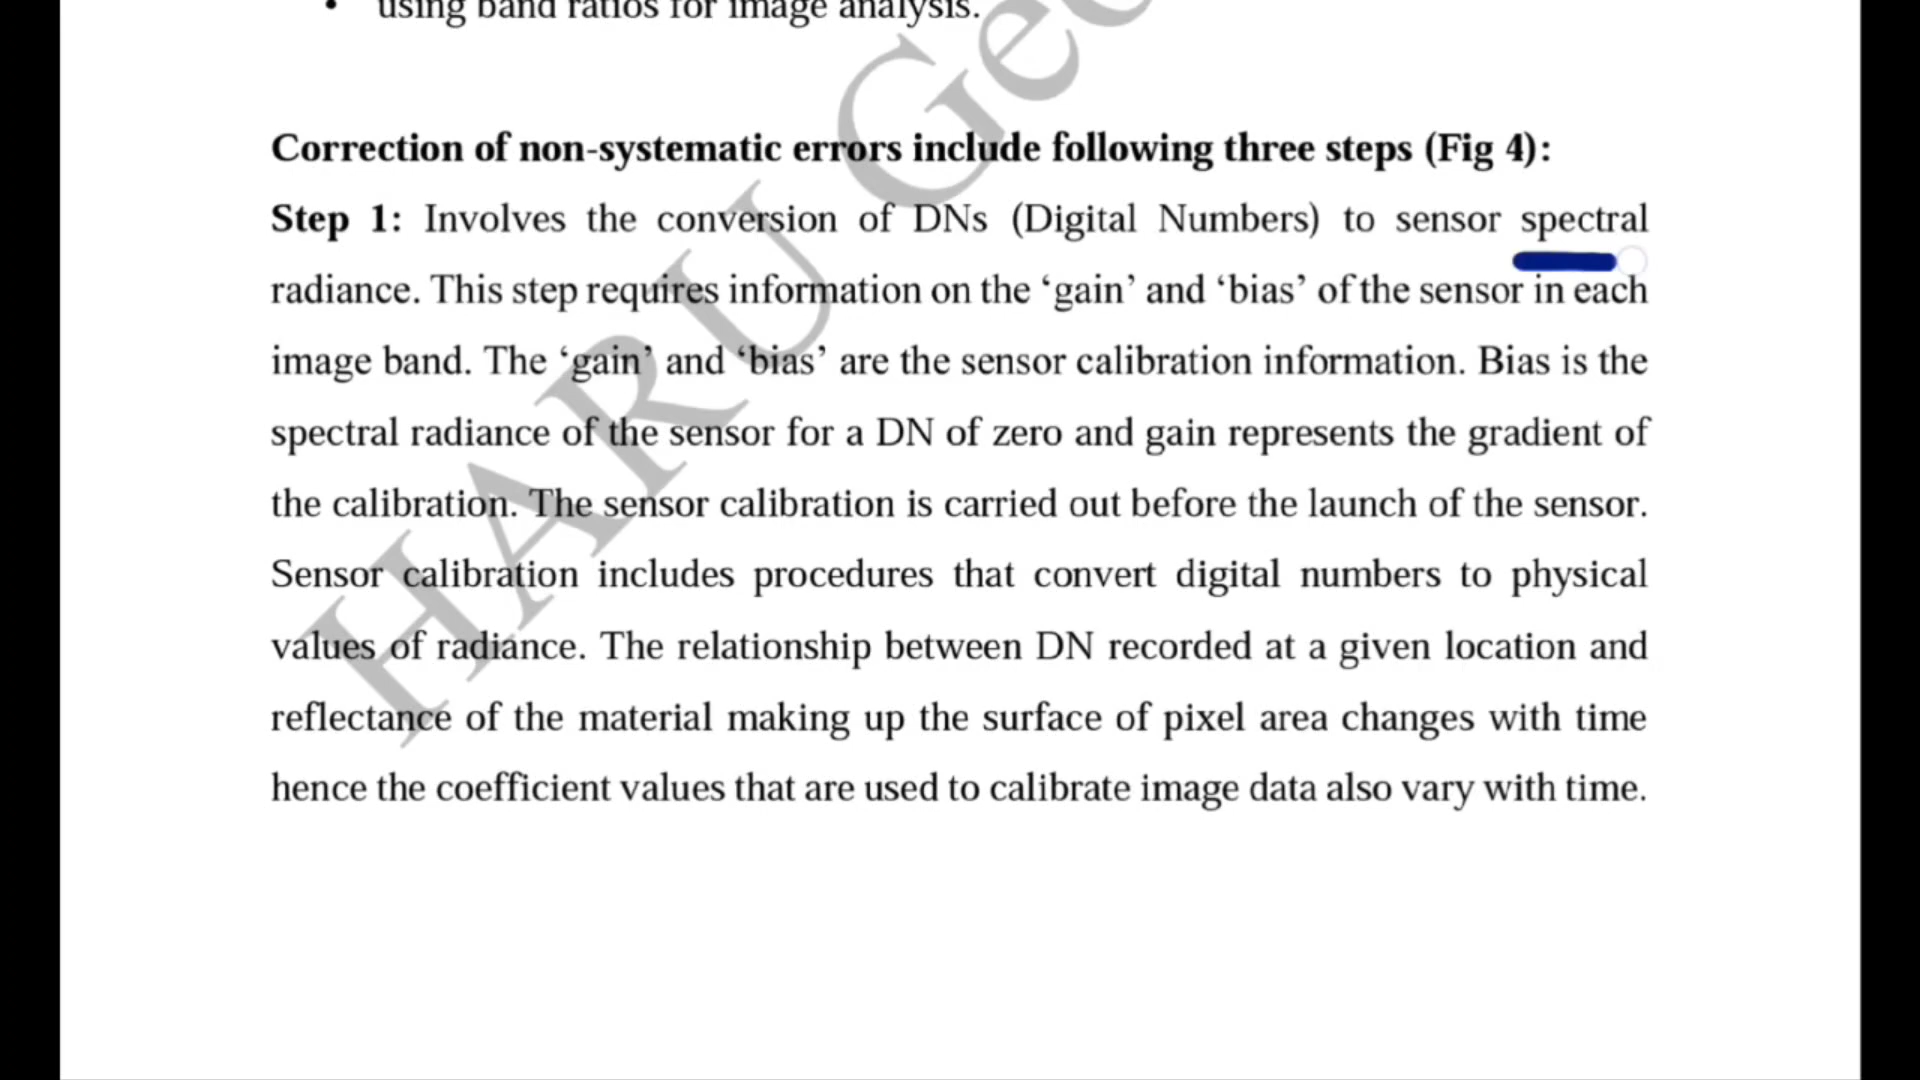 • using band ratios for image analysis.
Correction of non-systematic errors include following three steps (Fig 4):
Step 1: Involves the conversion of DNs (Digital Numbers) to sensor spectral
radiance. This step requires information on the ‘gain’ and ‘bias’ of the sensor in each
image band. The ‘gain’ and ‘bias’ are the sensor calibration information. Bias is the
spectral radiance of the sensor for a DN of zero and gain represents the gradient of
the calibration. The sensor calibration is carried out before the launch of the sensor.
Sensor calibration includes procedures that convert digital numbers to physical
values of radiance. The relationship between DN recorded at a given location and
reflectance of the material making up the surface of pixel area changes with time
hence the coefficient values that are used to calibrate image data also vary with time.
HARU Geo